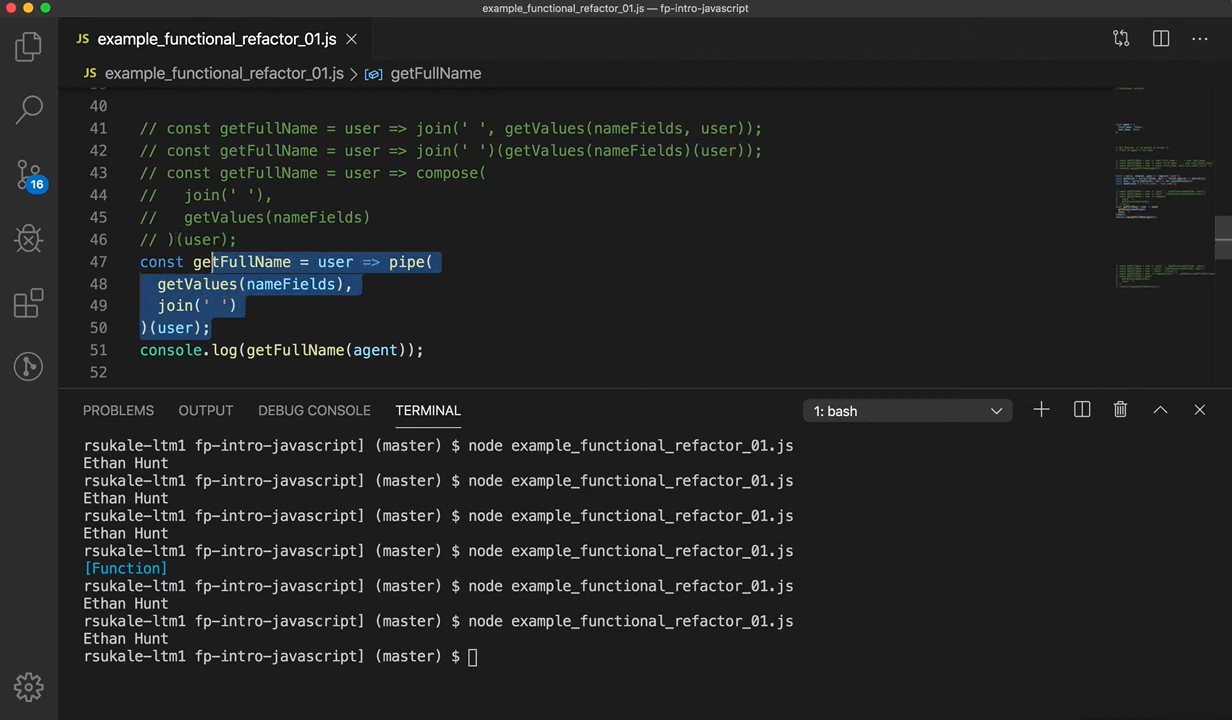 example_functional_refactor_01.js — fp-intro-javascript
JS example_functional_refactor_01.js
JS example_functional_refactor_01.js > getFullName
40
41 // const getFullName = user => join(' ', getValues(nameFields, user));
42 // const getFullName = user => join(' ')(getValues(nameFields)(user));
43 // const getFullName = user => compose(
44 //   join(' '),
45 //   getValues(nameFields)
46 // )(user);
47 const getFullName = user => pipe(
48   getValues(nameFields),
49   join(' ')
50 )(user);
51 console.log(getFullName(agent));
52
16
PROBLEMS OUTPUT DEBUG CONSOLE TERMINAL 1: bash
rsukale-ltm1 fp-intro-javascript] (master) $ node example_functional_refactor_01.js
Ethan Hunt
rsukale-ltm1 fp-intro-javascript] (master) $ node example_functional_refactor_01.js
Ethan Hunt
rsukale-ltm1 fp-intro-javascript] (master) $ node example_functional_refactor_01.js
Ethan Hunt
rsukale-ltm1 fp-intro-javascript] (master) $ node example_functional_refactor_01.js
[Function]
rsukale-ltm1 fp-intro-javascript] (master) $ node example_functional_refactor_01.js
Ethan Hunt
rsukale-ltm1 fp-intro-javascript] (master) $ node example_functional_refactor_01.js
Ethan Hunt
rsukale-ltm1 fp-intro-javascript] (master) $